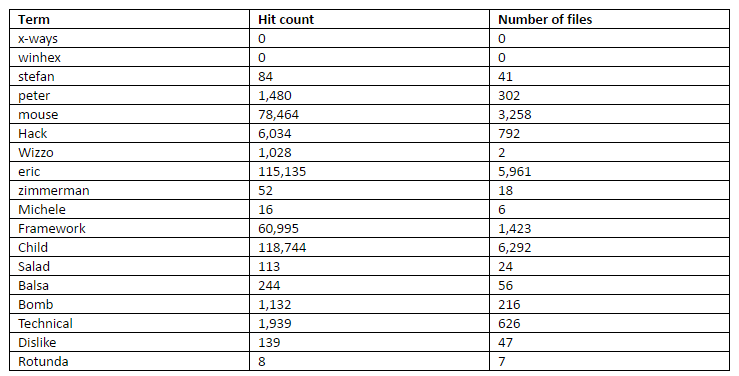 Term Hit count Number of files
x-ways 0 0
winhex 0 0
stefan 84 41
peter 1,480 302
mouse 78,464 3,258
Hack 6,034 792
Wizzo 1,028 2
eric 115,135 5,961
zimmerman 52 18
Michele 16 6
Framework 60,995 1,423
Child 118,744 6,292
Salad 113 24
Balsa 244 56
Bomb 1,132 216
Technical 1,939 626
Dislike 139 47
Rotunda 8 7